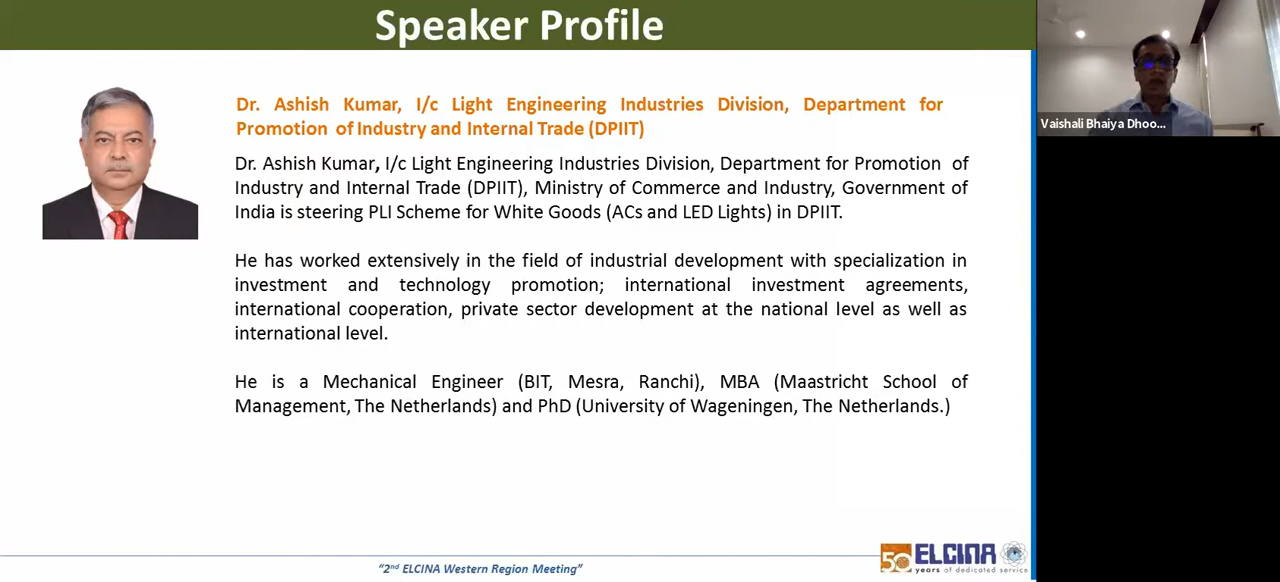 Speaker Profile
Vaishali Bhaiya Dhoo...
Dr. Ashish Kumar, I/c Light Engineering Industries Division, Department for
Promotion of Industry and Internal Trade (DPIIT)
Dr. Ashish Kumar, I/c Light Engineering Industries Division, Department for Promotion of
Industry and Internal Trade (DPIIT), Ministry of Commerce and Industry, Government of
India is steering PLI Scheme for White Goods (ACs and LED Lights) in DPIIT.
He has worked extensively in the field of industrial development with specialization in
investment and technology promotion; international investment agreements,
international cooperation, private sector development at the national level as well as
international level.
He is a Mechanical Engineer (BIT, Mesra, Ranchi), MBA (Maastricht School of
Management, The Netherlands) and PhD (University of Wageningen, The Netherlands.)
"2nd ELCINA Western Region Meeting"
50 ELCINA
years of dedicated service